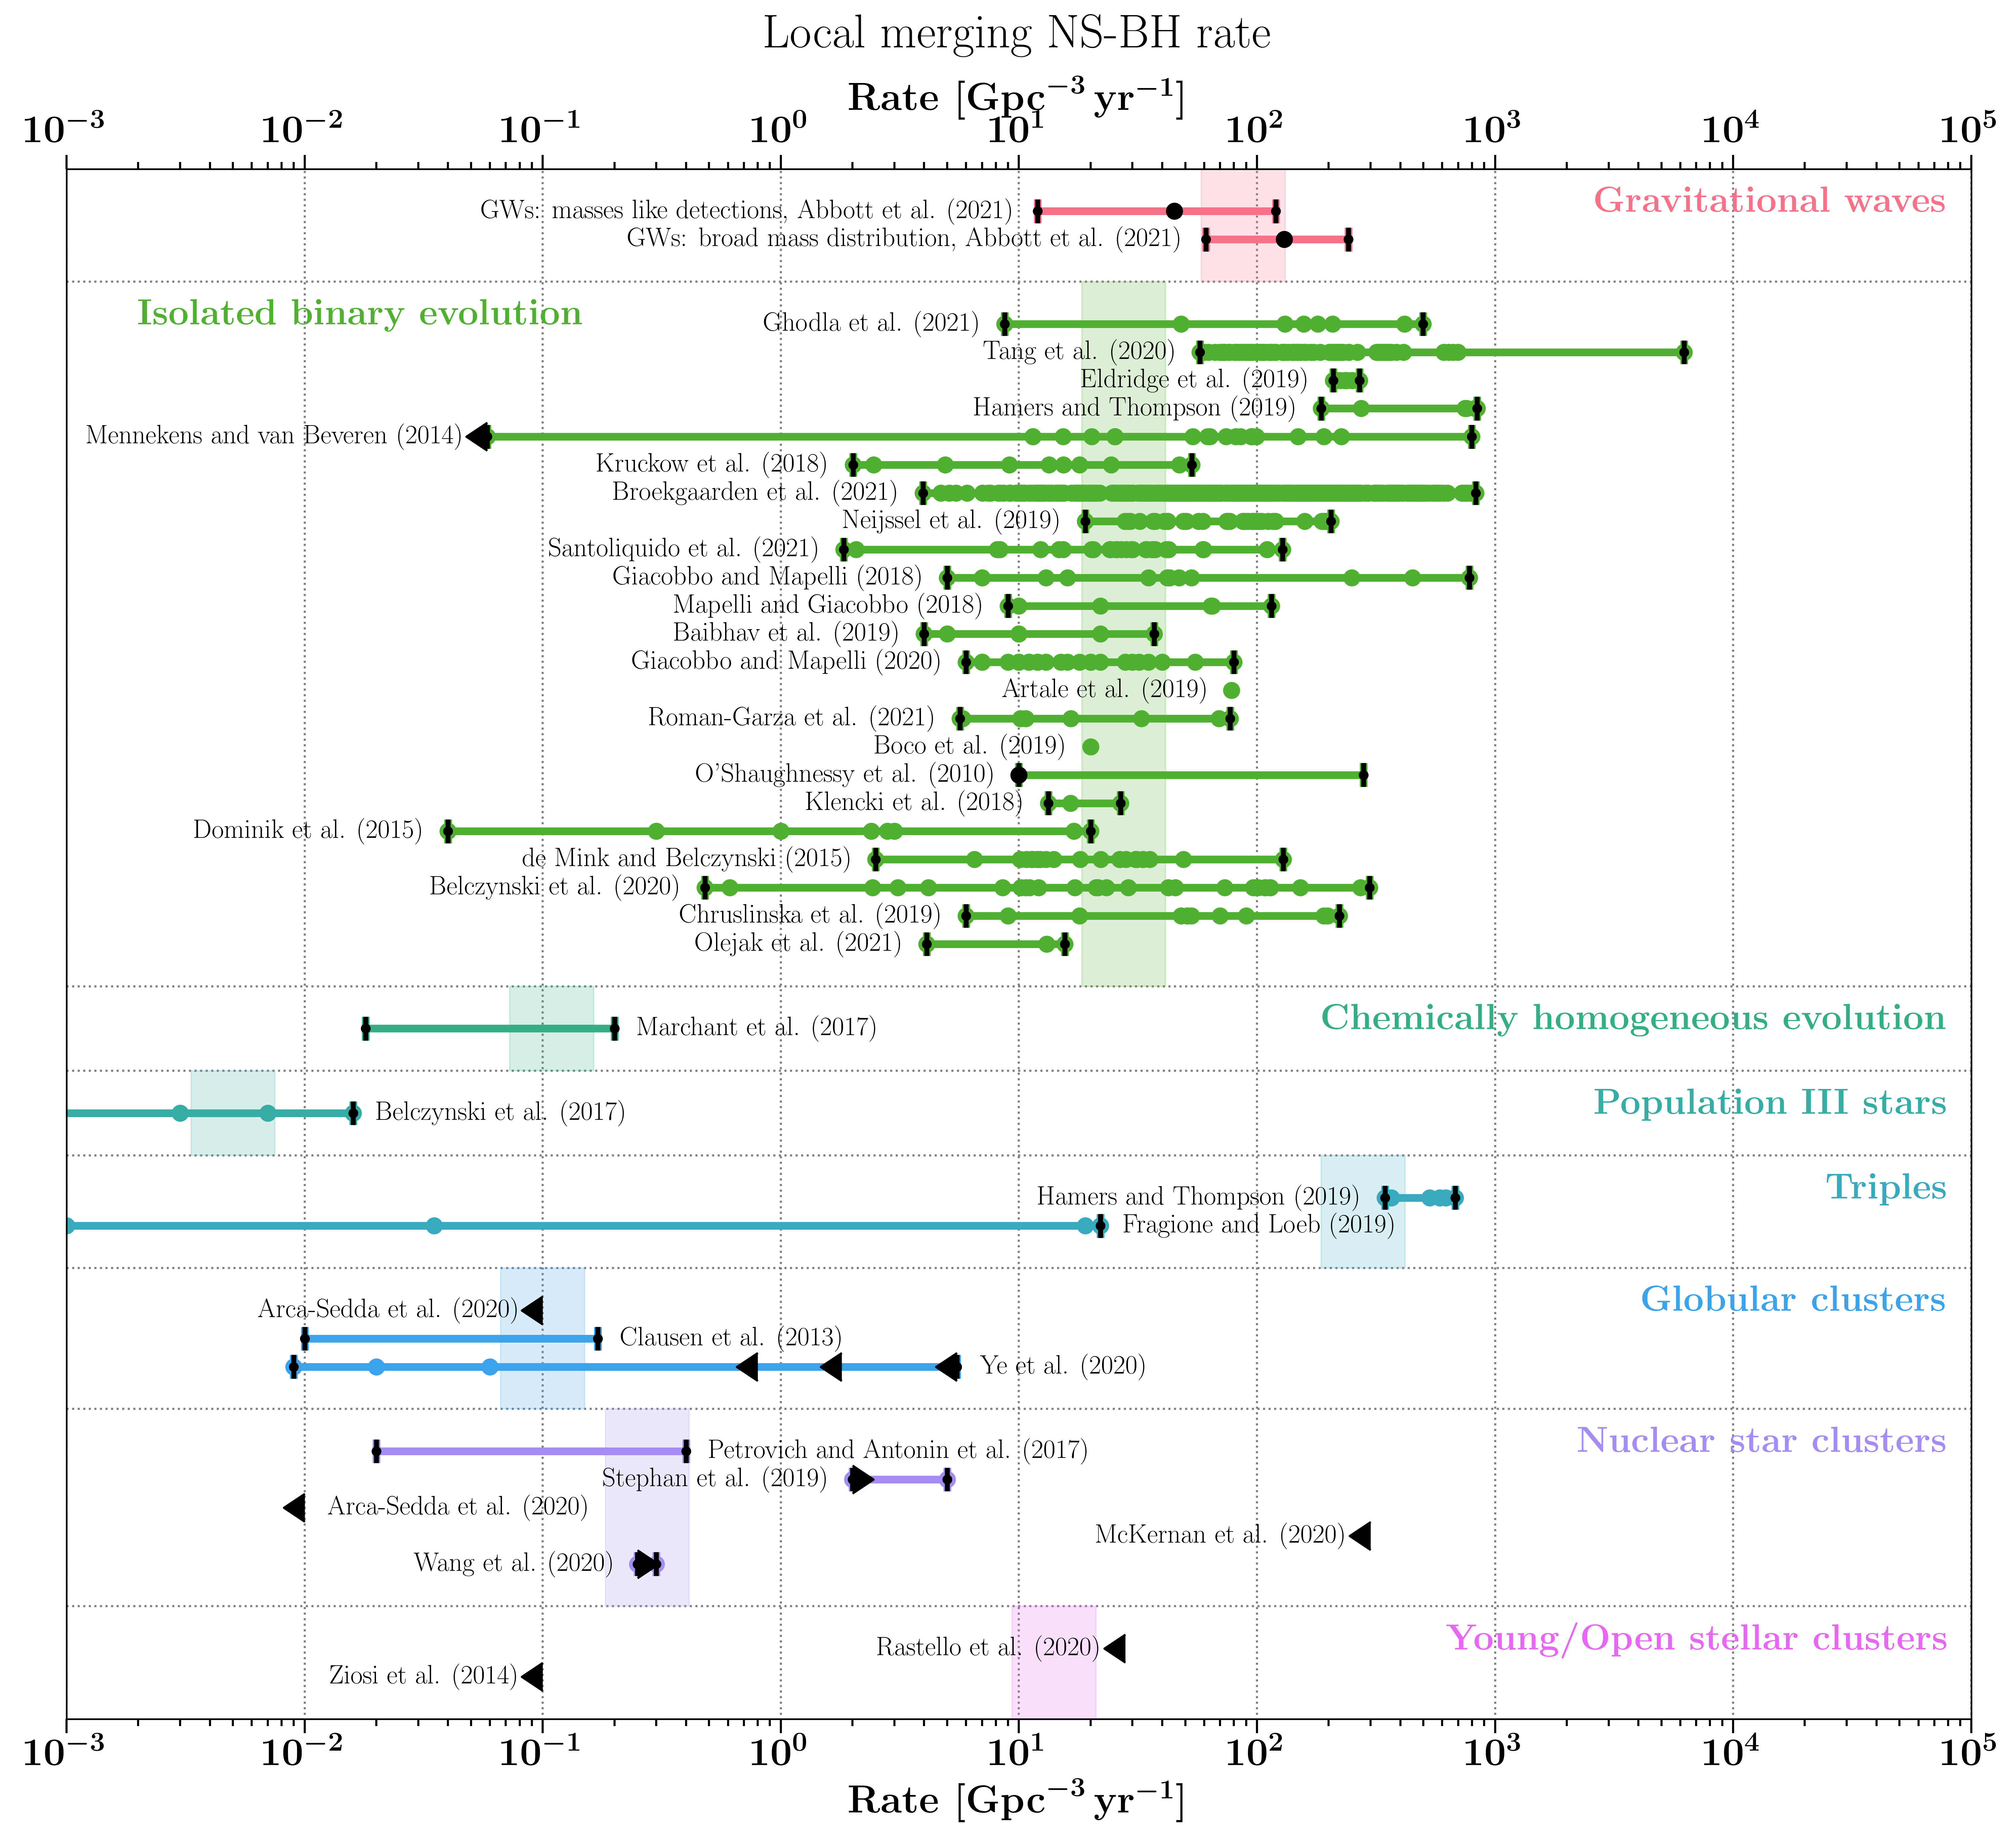 Local merging NS-BH rate
Rate [Gpc⁻³ yr⁻¹]
10⁻³ 10⁻² 10⁻¹ 10⁰ 10¹ 10² 10³ 10⁴ 10⁵
Gravitational waves
GWs: masses like detections, Abbott et al. (2021)
GWs: broad mass distribution, Abbott et al. (2021)
Isolated binary evolution
Ghodla et al. (2021)
Tang et al. (2020)
Eldridge et al. (2019)
Hamers and Thompson (2019)
Mennekens and van Beveren (2014)
Kruckow et al. (2018)
Broekgaarden et al. (2021)
Neijssel et al. (2019)
Santoliquido et al. (2021)
Giacobbo and Mapelli (2018)
Mapelli and Giacobbo (2018)
Baibhav et al. (2019)
Giacobbo and Mapelli (2020)
Artale et al. (2019)
Roman-Garza et al. (2021)
Boco et al. (2019)
O'Shaughnessy et al. (2010)
Klencki et al. (2018)
Dominik et al. (2015)
de Mink and Belczynski (2015)
Belczynski et al. (2020)
Chruslinska et al. (2019)
Olejak et al. (2021)
Chemically homogeneous evolution
Marchant et al. (2017)
Population III stars
Belczynski et al. (2017)
Triples
Hamers and Thompson (2019)
Fragione and Loeb (2019)
Globular clusters
Arca-Sedda et al. (2020)
Clausen et al. (2013)
Ye et al. (2020)
Nuclear star clusters
Petrovich and Antonin et al. (2017)
Stephan et al. (2019)
Arca-Sedda et al. (2020)
McKernan et al. (2020)
Wang et al. (2020)
Young/Open stellar clusters
Rastello et al. (2020)
Ziosi et al. (2014)
10⁻³ 10⁻² 10⁻¹ 10⁰ 10¹ 10² 10³ 10⁴ 10⁵
Rate [Gpc⁻³ yr⁻¹]